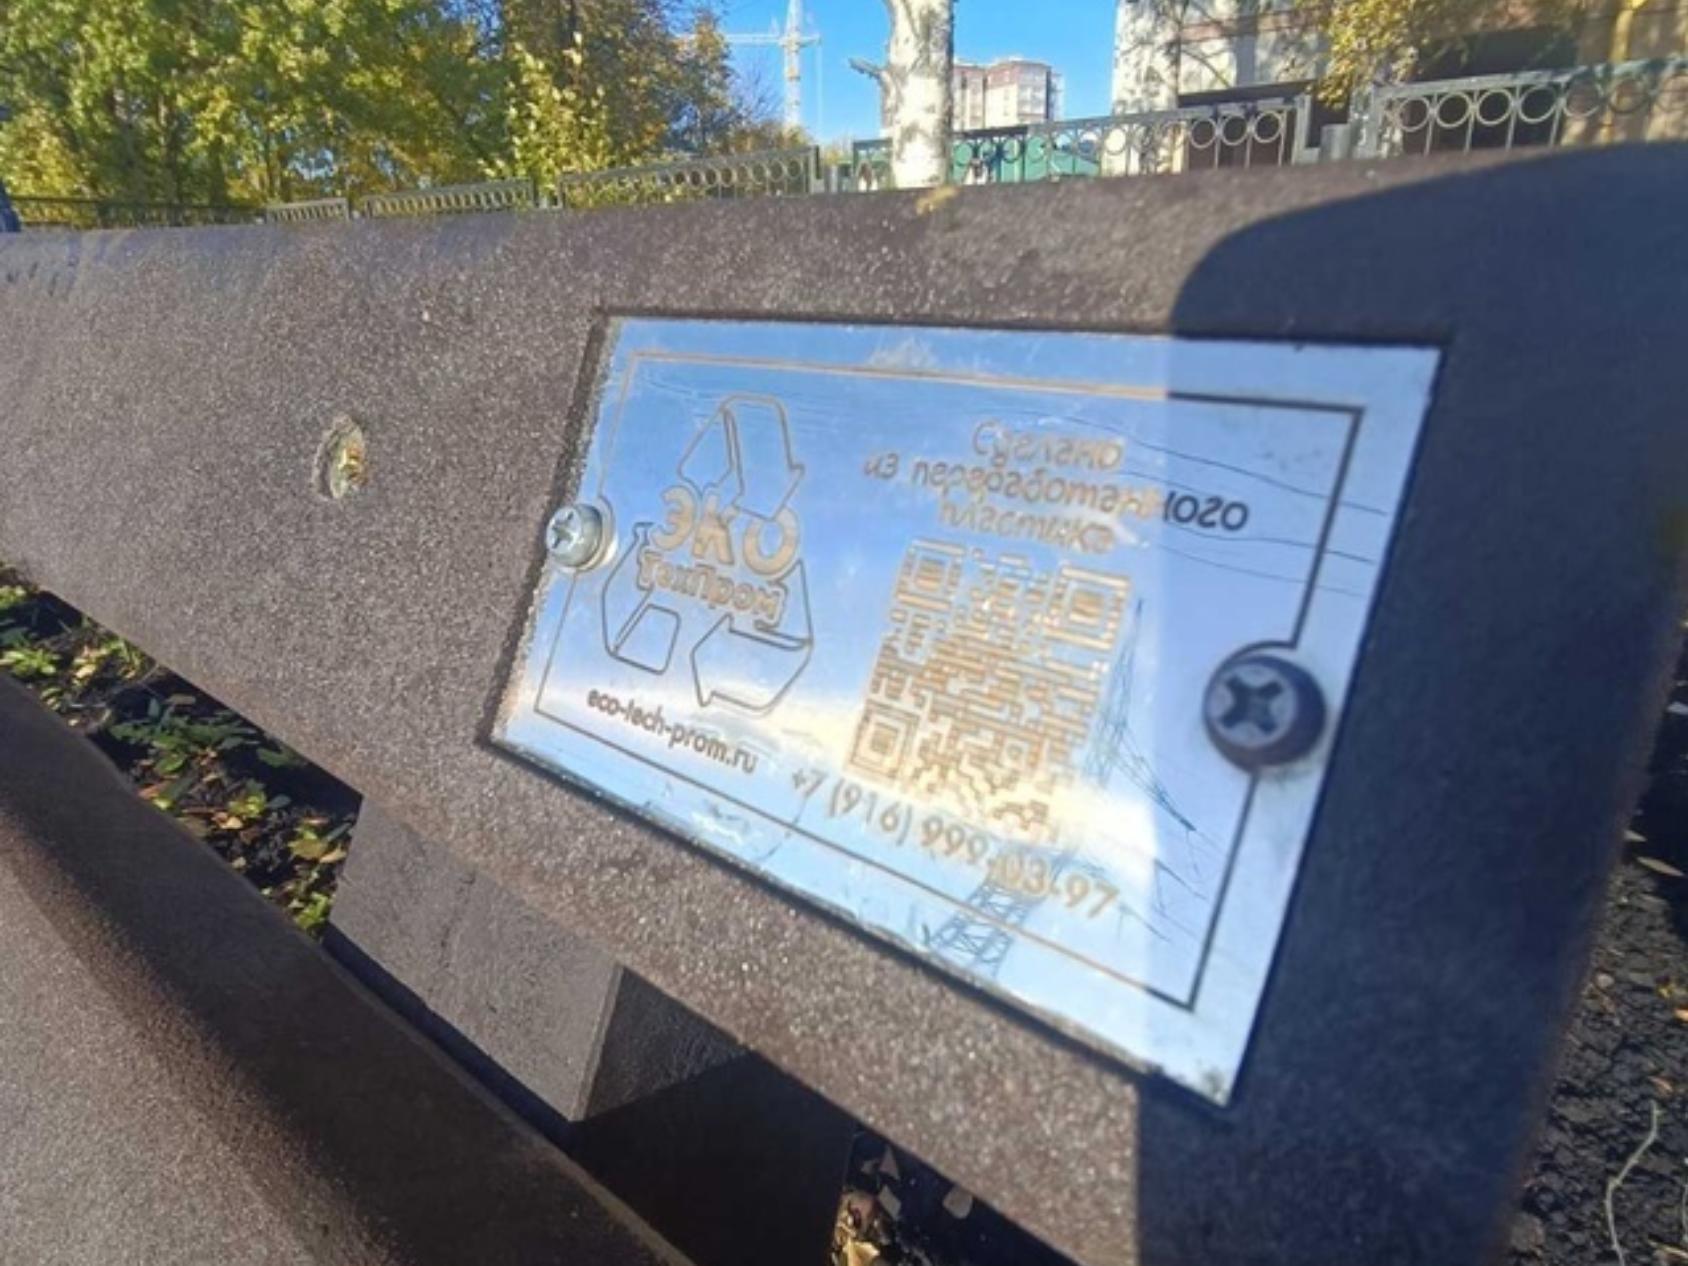 ЭКО
ТехПром
eco-tech-prom.ru
Сделано
из переработанного
пластика
+7 (916) 999-03-97